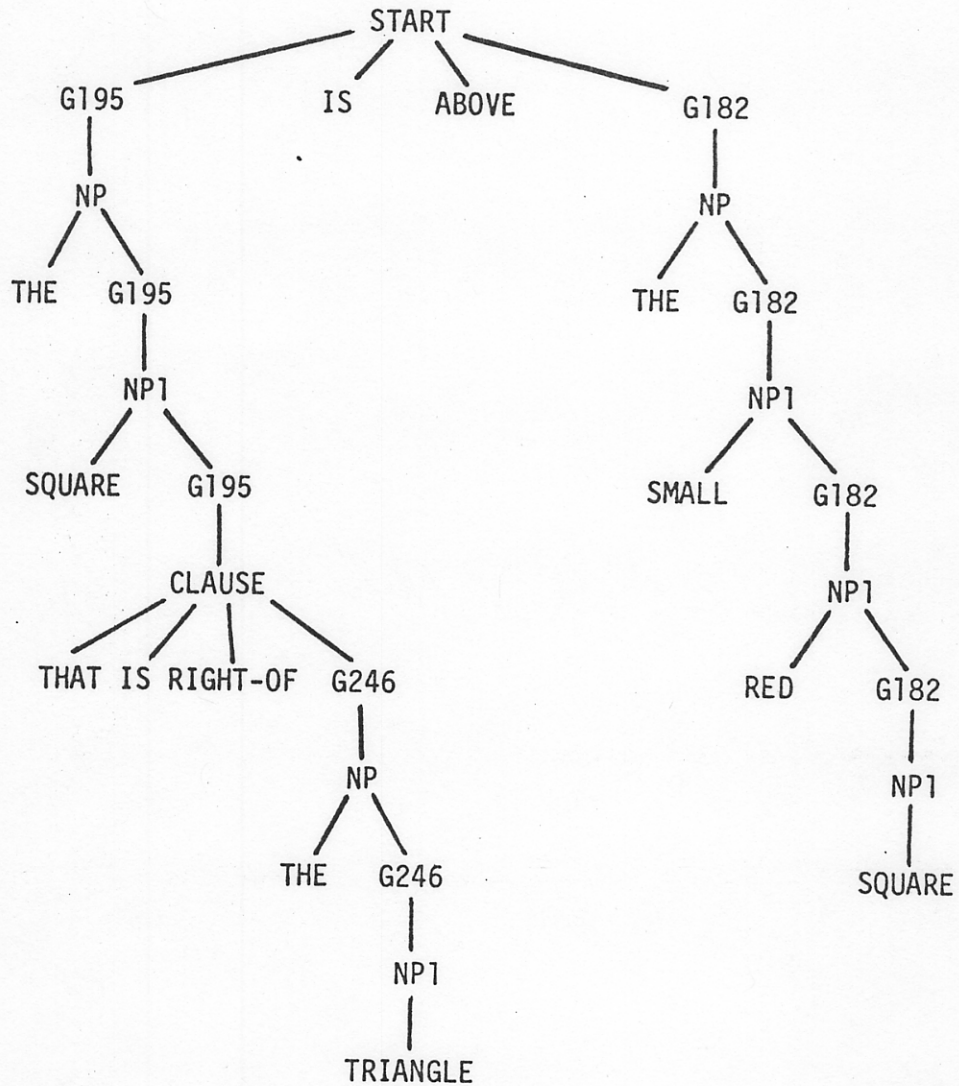 START
G195 IS ABOVE G182
NP NP
THE G195 THE G182
NP1 NP1
SQUARE G195 SMALL G182
CLAUSE NP1
THAT IS RIGHT-OF G246 RED G182
NP NP1
THE G246 SQUARE
NP1
TRIANGLE